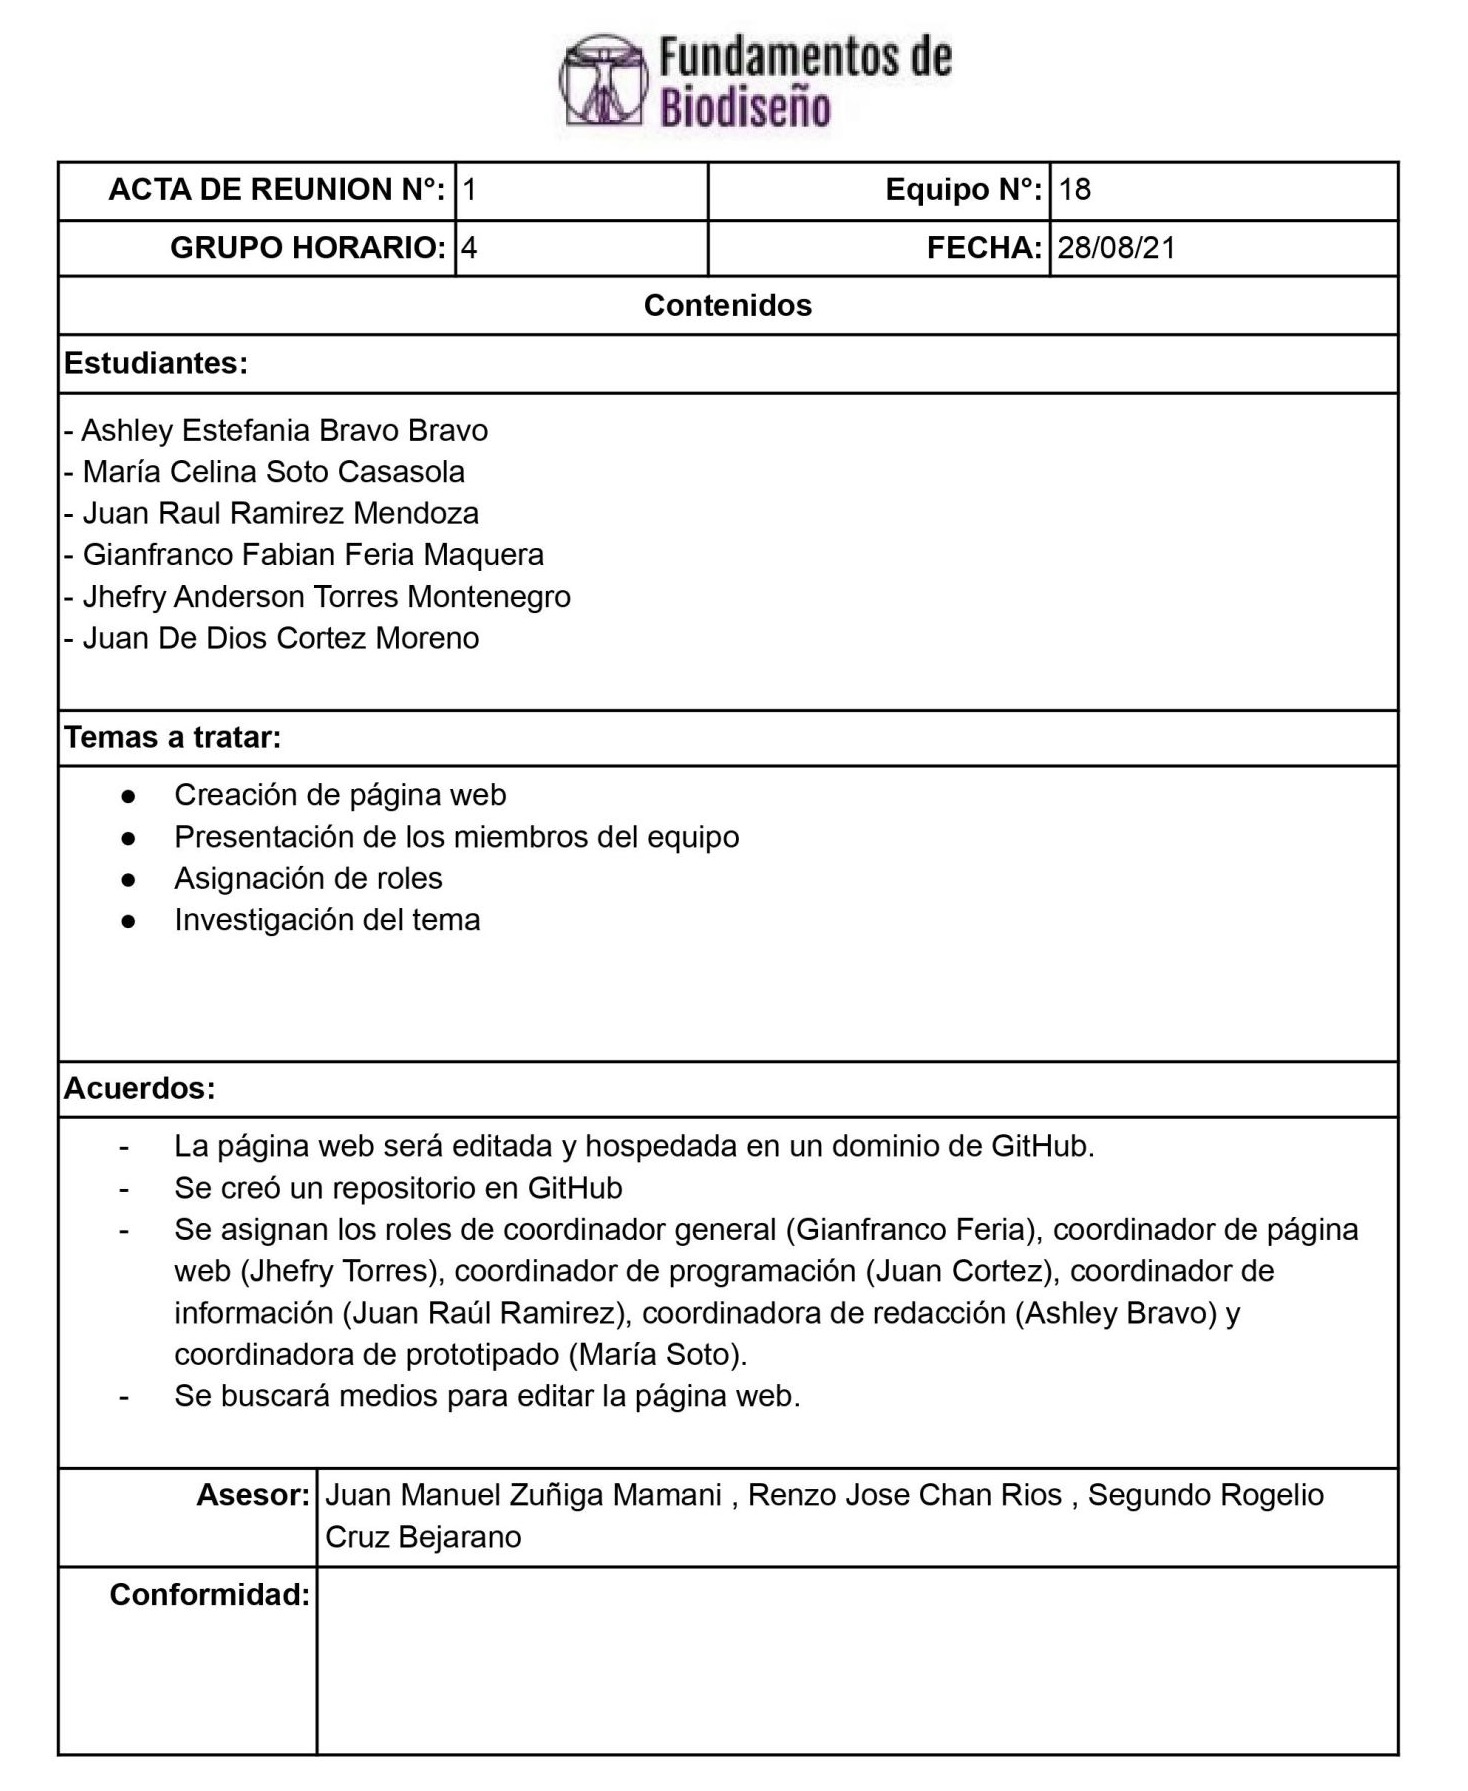 Fundamentos de
Biodiseño
ACTA DE REUNION N°: 1 Equipo N°: 18
GRUPO HORARIO: 4 FECHA: 28/08/21
Contenidos
Estudiantes:
- Ashley Estefania Bravo Bravo
- María Celina Soto Casasola
- Juan Raul Ramirez Mendoza
- Gianfranco Fabian Feria Maquera
- Jhefry Anderson Torres Montenegro
- Juan De Dios Cortez Moreno
Temas a tratar:
● Creación de página web
● Presentación de los miembros del equipo
● Asignación de roles
● Investigación del tema
Acuerdos:
- La página web será editada y hospedada en un dominio de GitHub.
- Se creó un repositorio en GitHub
- Se asignan los roles de coordinador general (Gianfranco Feria), coordinador de página
web (Jhefry Torres), coordinador de programación (Juan Cortez), coordinador de
información (Juan Raúl Ramirez), coordinadora de redacción (Ashley Bravo) y
coordinadora de prototipado (María Soto).
- Se buscará medios para editar la página web.
Asesor: Juan Manuel Zuñiga Mamani , Renzo Jose Chan Rios , Segundo Rogelio
Cruz Bejarano
Conformidad: